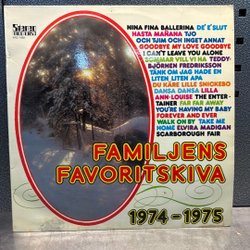 NINA FINA BALLERINA DE' E' SLUT
HASTA MAÑANA TJO
OCH TJIM OCH INGET ANNAT
GOODBYE MY LOVE GOODBYE
I CAN'T LEAVE YOU ALONE
SOMMAR VILL VI HA TEDDY-
BJÖRNEN FREDRIKSSON
TÄNK OM JAG HADE EN
LITEN LITEN APA
DU KÄRE LILLE SNICKERBO
DANSA DANSA LILLA
ANN-LOUISE THE ENTER-
TAINER FAR FAR AWAY
YOU'RE HAVING MY BABY
FOREVER AND EVER
WALK ON BY TAKE ME
HOME ELVIRA MADIGAN
SCARBOROUGH FAIR
FAMILJENS
FAVORITSKIVA
1974-1975